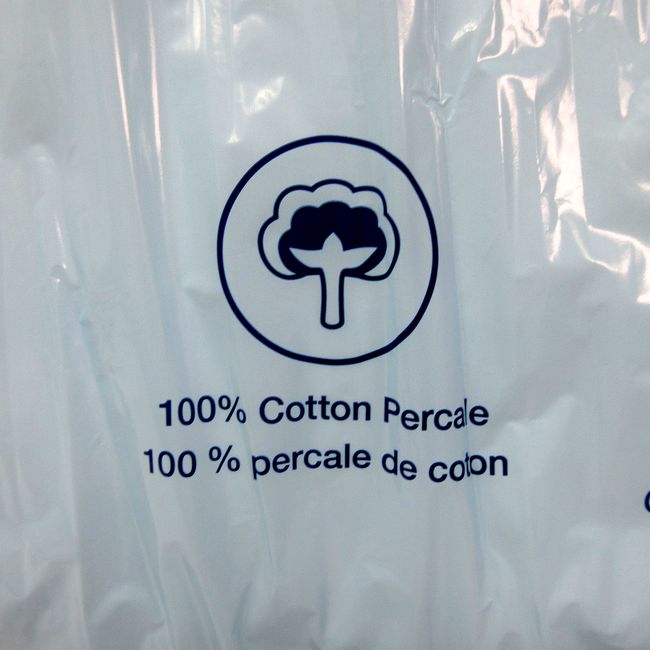 100% Cotton Percale
100 % percale de coton